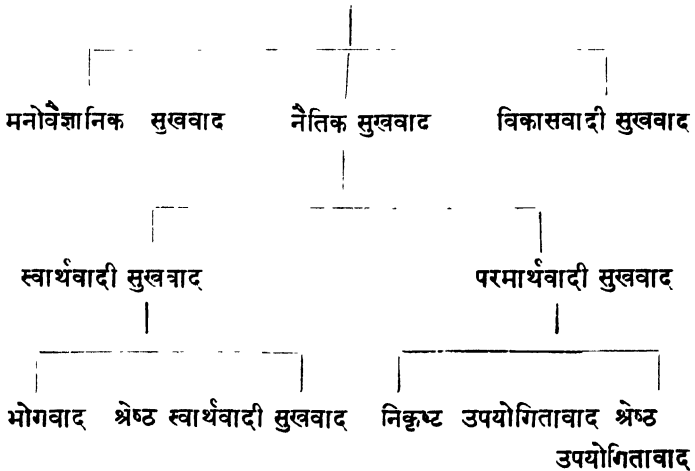 मनोवैज्ञानिक सुखवाद नैतिक सुखवाद विकासवादी सुखवाद
स्वार्थवादी सुखवाद परमार्थवादी सुखवाद
भोगवाद श्रेष्ठ स्वार्थवादी सुखवाद निकृष्ट उपयोगितावाद श्रेष्ठ
उपयोगितावाद